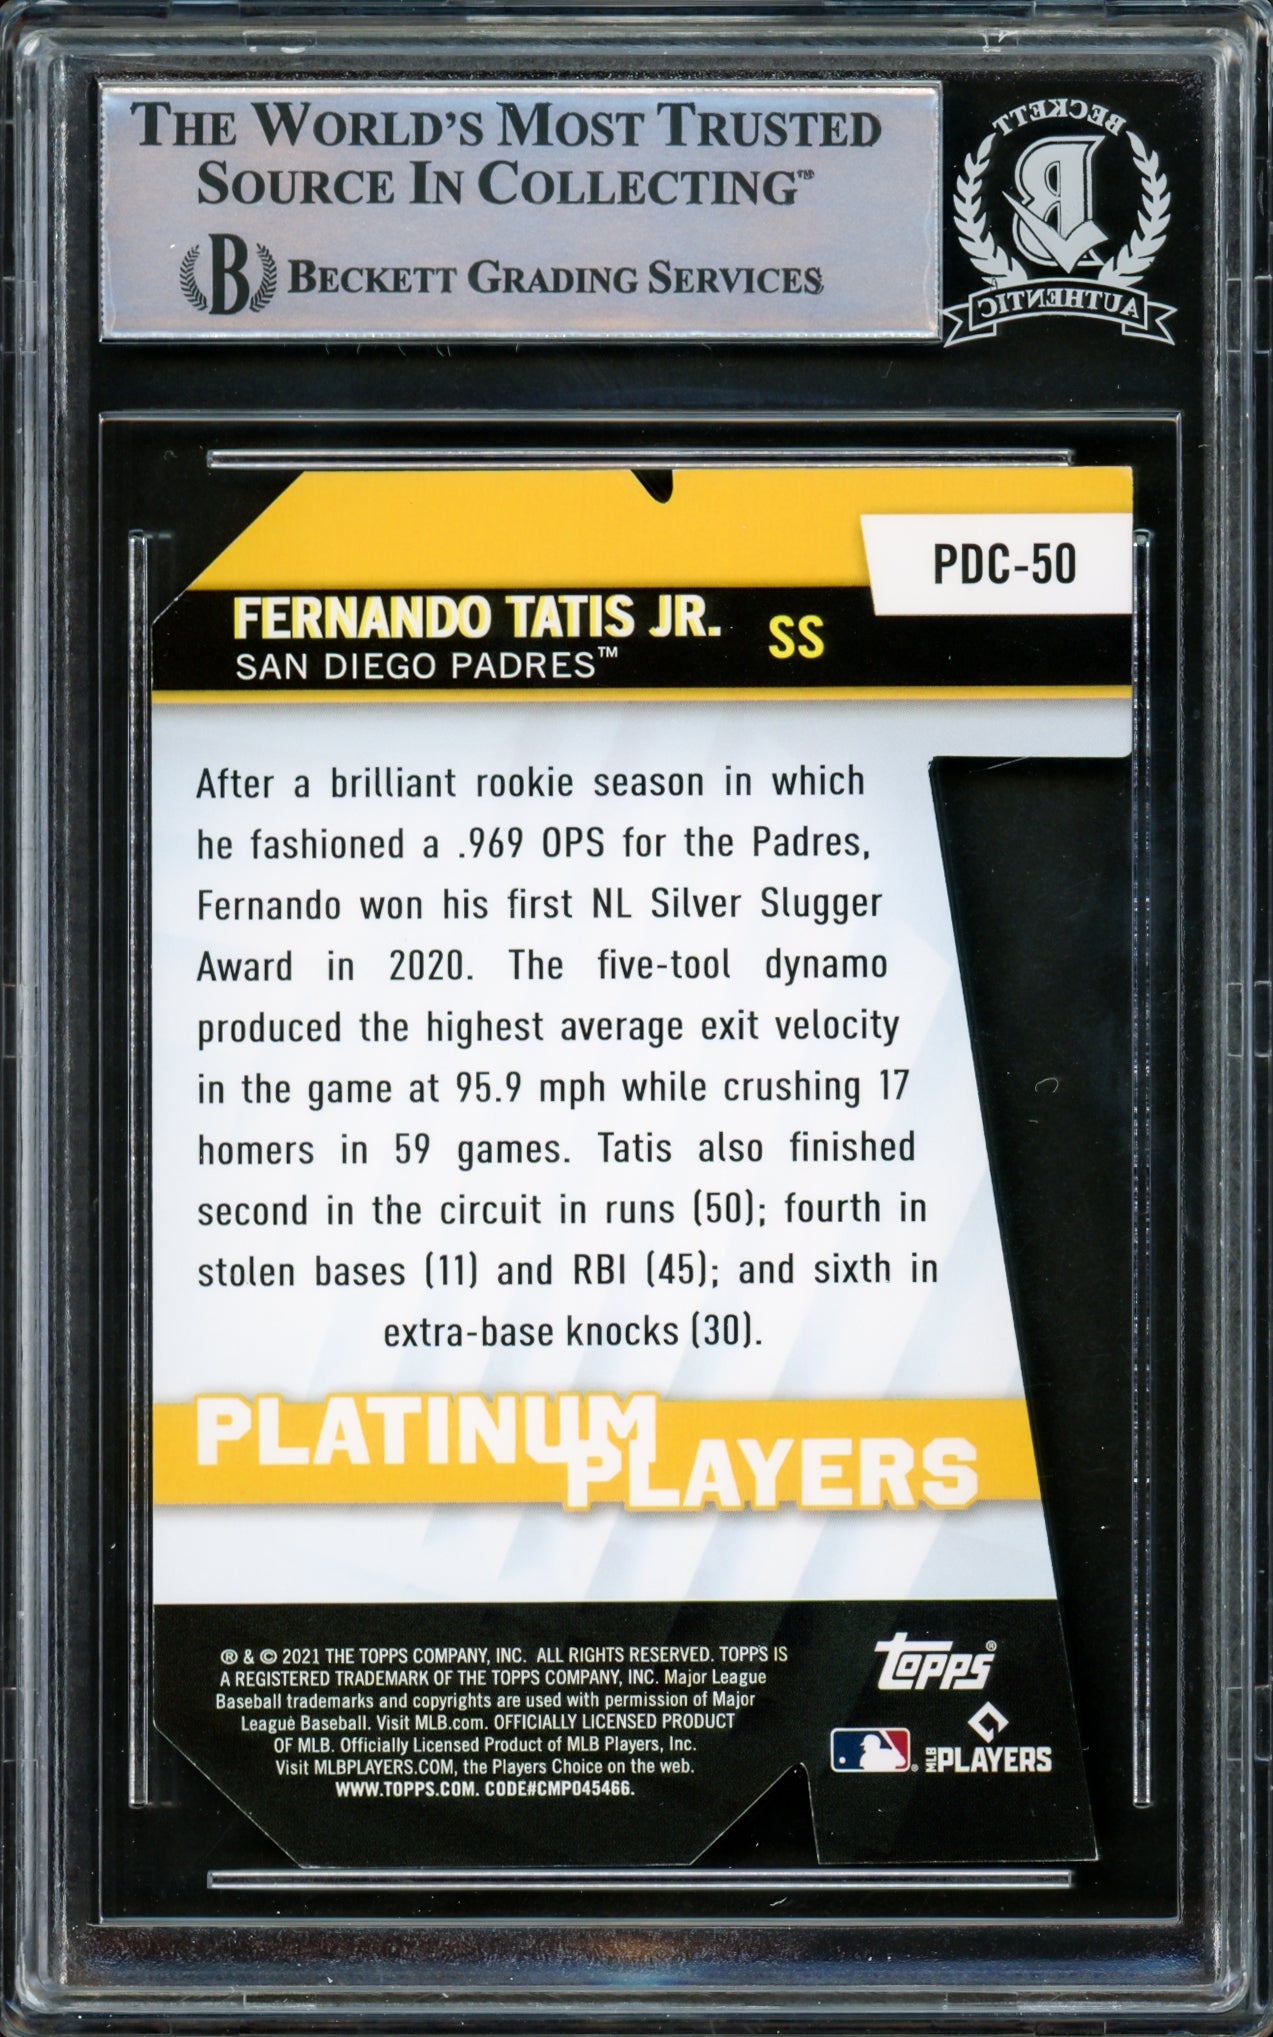 THE WORLD'S MOST TRUSTED
SOURCE IN COLLECTING™
B BECKETT GRADING SERVICES
BECKETT
B
AUTHENTIC
PDC-50
FERNANDO TATIS JR. SS
SAN DIEGO PADRES™
After a brilliant rookie season in which
he fashioned a .969 OPS for the Padres,
Fernando won his first NL Silver Slugger
Award in 2020. The five-tool dynamo
produced the highest average exit velocity
in the game at 95.9 mph while crushing 17
homers in 59 games. Tatis also finished
second in the circuit in runs (50); fourth in
stolen bases (11) and RBI (45); and sixth in
extra-base knocks (30).
PLATINUM
PLAYERS
® & © 2021 THE TOPPS COMPANY, INC. ALL RIGHTS RESERVED. TOPPS IS
A REGISTERED TRADEMARK OF THE TOPPS COMPANY, INC. Major League
Baseball trademarks and copyrights are used with permission of Major
League Baseball. Visit MLB.com. OFFICIALLY LICENSED PRODUCT
OF MLB. Officially Licensed Product of MLB Players, Inc.
Visit MLBPLAYERS.COM, the Players Choice on the web.
WWW.TOPPS.COM. CODE#CMP045466.
topps®
®
MLB PLAYERS